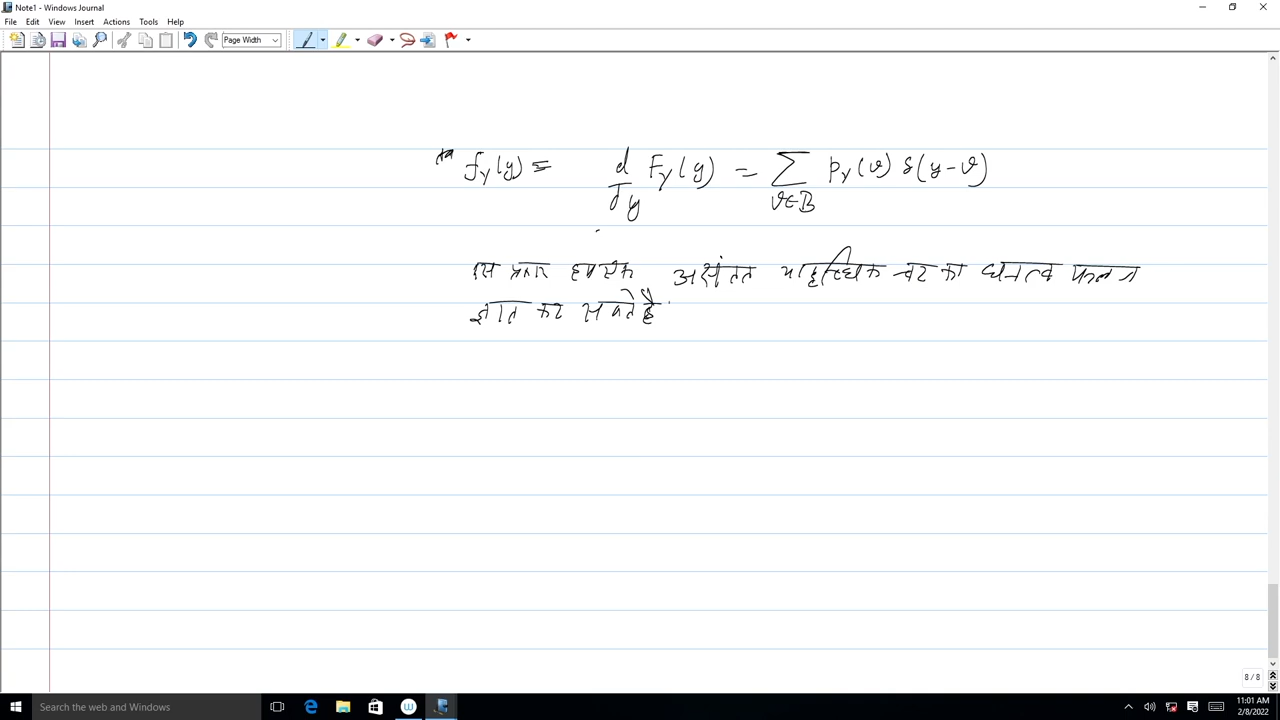 Note1 - Windows Journal
File Edit View Insert Actions Tools Help
Page Width
f_Y(y) = d/dy F_Y(y) = Σ_{v∈B} p_Y(v) δ(y-v)
इस प्रकार हम एक असंतत यादृच्छिक चर का घनत्व फलन
ज्ञात कर सकते है
8 / 8
Search the web and Windows
11:01 AM
2/8/2022